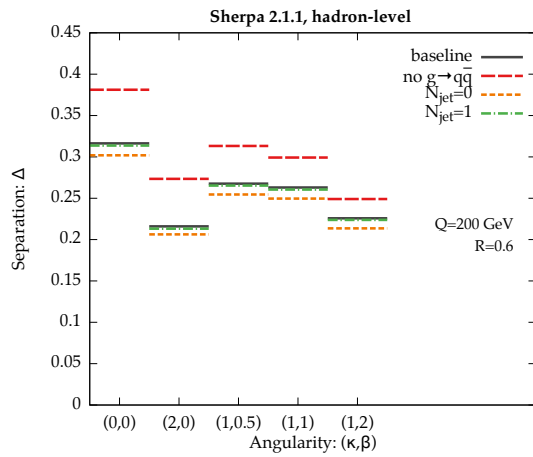 Sherpa 2.1.1, hadron-level
Separation: Δ
0.45
0.4
0.35
0.3
0.25
0.2
0.15
0.1
0.05
0
baseline
no g→qq̅
N_jet=0
N_jet=1
Q=200 GeV
R=0.6
(0,0) (2,0) (1,0.5) (1,1) (1,2)
Angularity: (κ,β)